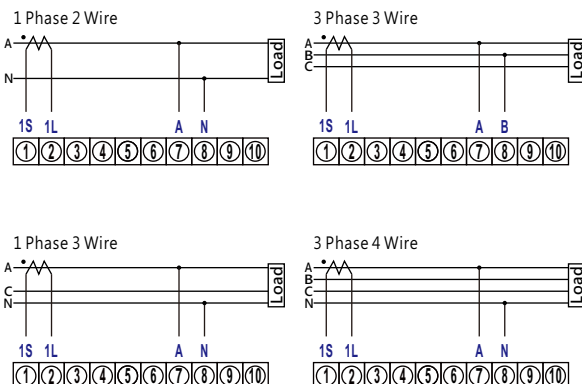 1 Phase 2 Wire
A
N
Load
1S 1L A N
1 2 3 4 5 6 7 8 9 10
3 Phase 3 Wire
A
B
C
Load
1S 1L A B
1 2 3 4 5 6 7 8 9 10
1 Phase 3 Wire
A
C
N
Load
1S 1L A N
1 2 3 4 5 6 7 8 9 10
3 Phase 4 Wire
A
B
C
N
Load
1S 1L A N
1 2 3 4 5 6 7 8 9 10